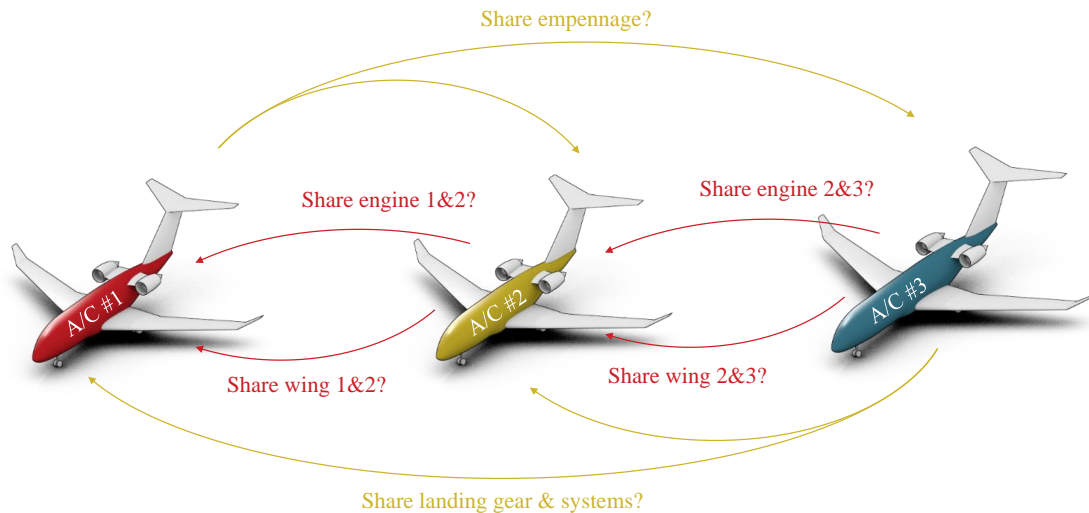 Share empennage?
Share engine 1&2?
Share engine 2&3?
A/C #1
A/C #2
A/C #3
Share wing 1&2?
Share wing 2&3?
Share landing gear & systems?